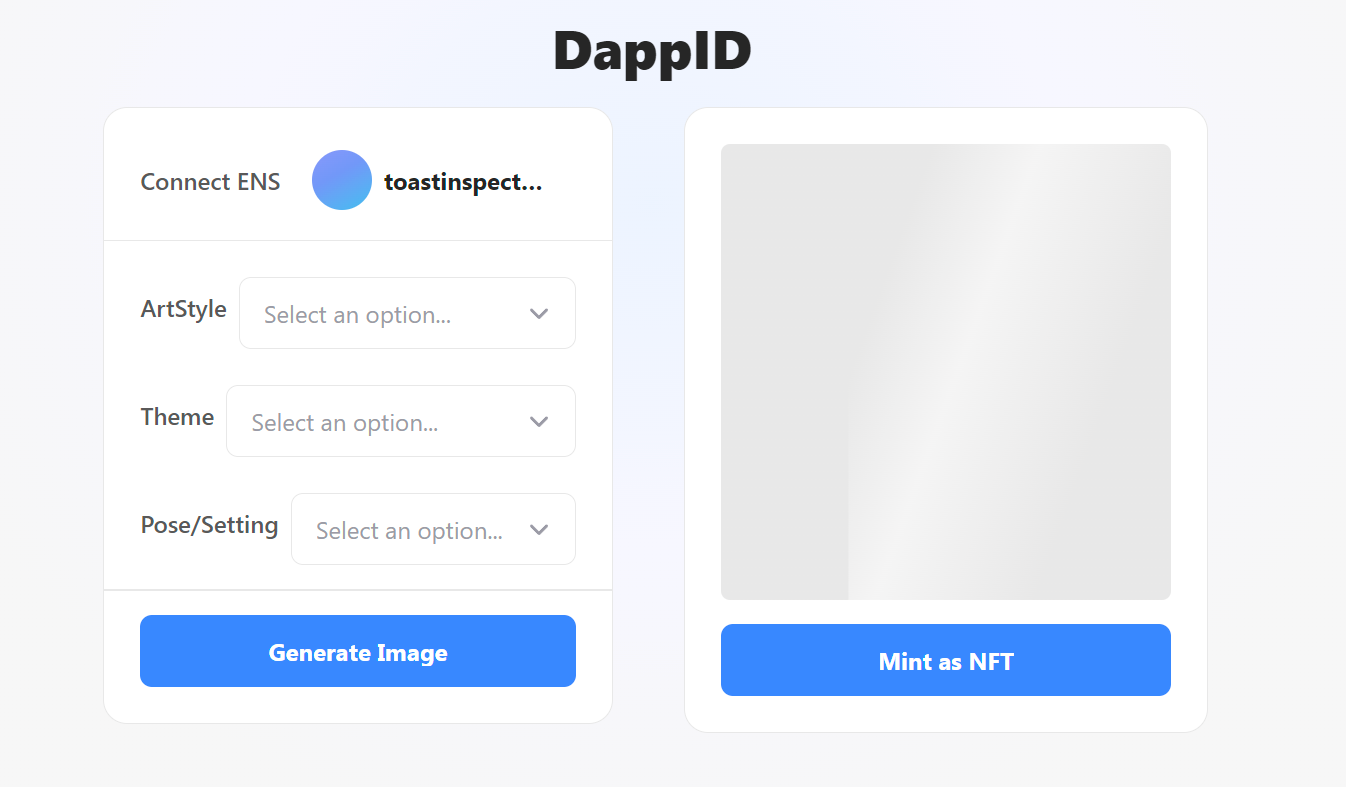 DappID
Connect ENS toastinspect...
ArtStyle Select an option...
Theme Select an option...
Pose/Setting Select an option...
Generate Image
Mint as NFT